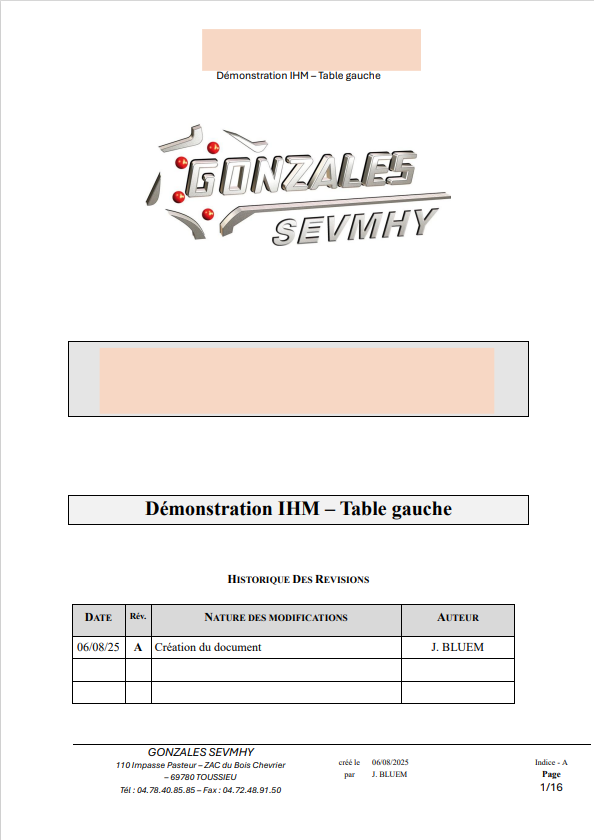 Démonstration IHM – Table gauche
GONZALES
SEVMHY
Démonstration IHM – Table gauche
HISTORIQUE DES REVISIONS
DATE Rév. NATURE DES MODIFICATIONS AUTEUR
06/08/25 A Création du document J. BLUEM
GONZALES SEVMHY
110 Impasse Pasteur – ZAC du Bois Chevrier
– 69780 TOUSSIEU
Tél : 04.78.40.85.85 – Fax : 04.72.48.91.50
créé le 06/08/2025
par J. BLUEM
Indice - A
Page
1/16